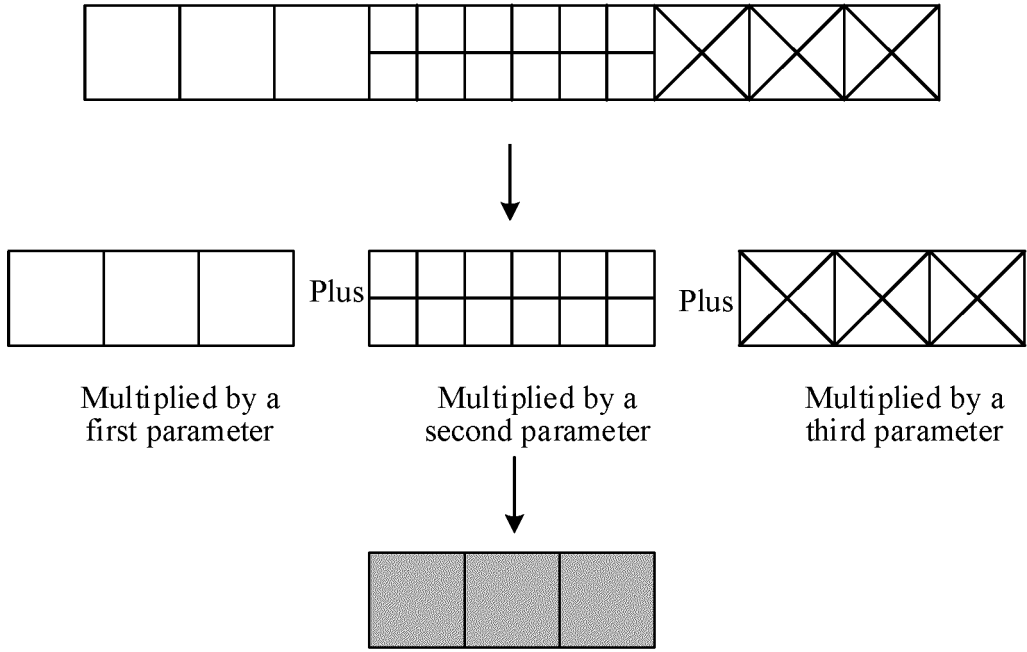 Plus
Plus
Multiplied by a
first parameter
Multiplied by a
second parameter
Multiplied by a
third parameter